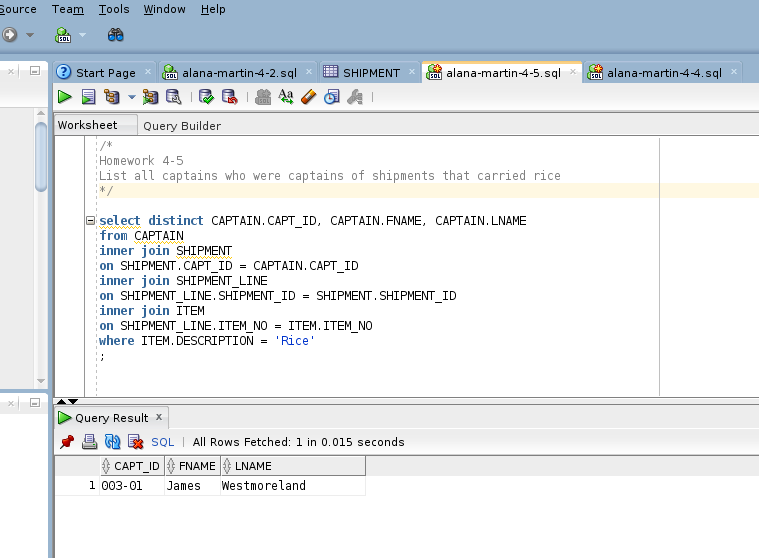 Source Team Tools Window Help
SQL
Start Page alana-martin-4-2.sql SHIPMENT alana-martin-4-5.sql alana-martin-4-4.sql
Worksheet Query Builder
/*
Homework 4-5
List all captains who were captains of shipments that carried rice
*/
select distinct CAPTAIN.CAPT_ID, CAPTAIN.FNAME, CAPTAIN.LNAME
from CAPTAIN
inner join SHIPMENT
on SHIPMENT.CAPT_ID = CAPTAIN.CAPT_ID
inner join SHIPMENT_LINE
on SHIPMENT_LINE.SHIPMENT_ID = SHIPMENT.SHIPMENT_ID
inner join ITEM
on SHIPMENT_LINE.ITEM_NO = ITEM.ITEM_NO
where ITEM.DESCRIPTION = 'Rice'
;
Query Result x
SQL | All Rows Fetched: 1 in 0.015 seconds
CAPT_ID FNAME LNAME
1 003-01 James Westmoreland